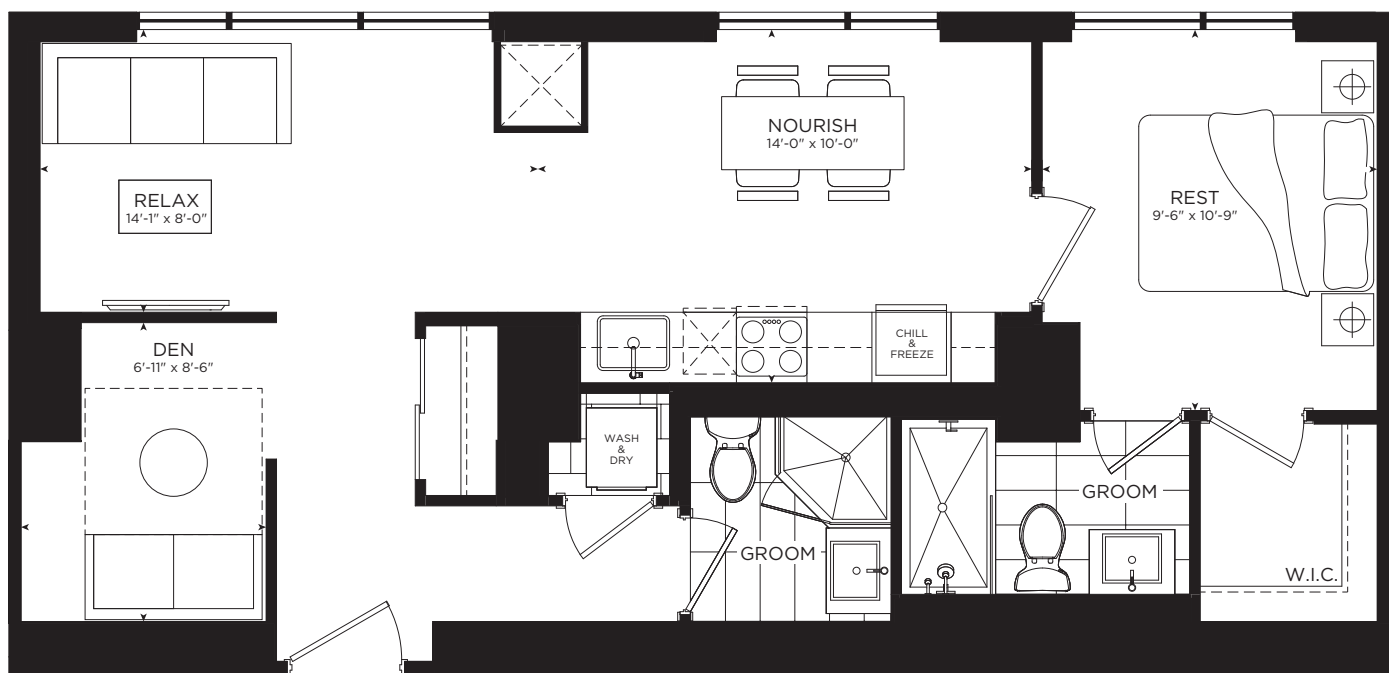 NOURISH
14'-0" x 10'-0"
RELAX
14'-1" x 8'-0"
REST
9'-6" x 10'-9"
DEN
6'-11" x 8'-6"
CHILL
&
FREEZE
WASH
&
DRY
GROOM
GROOM
W.I.C.